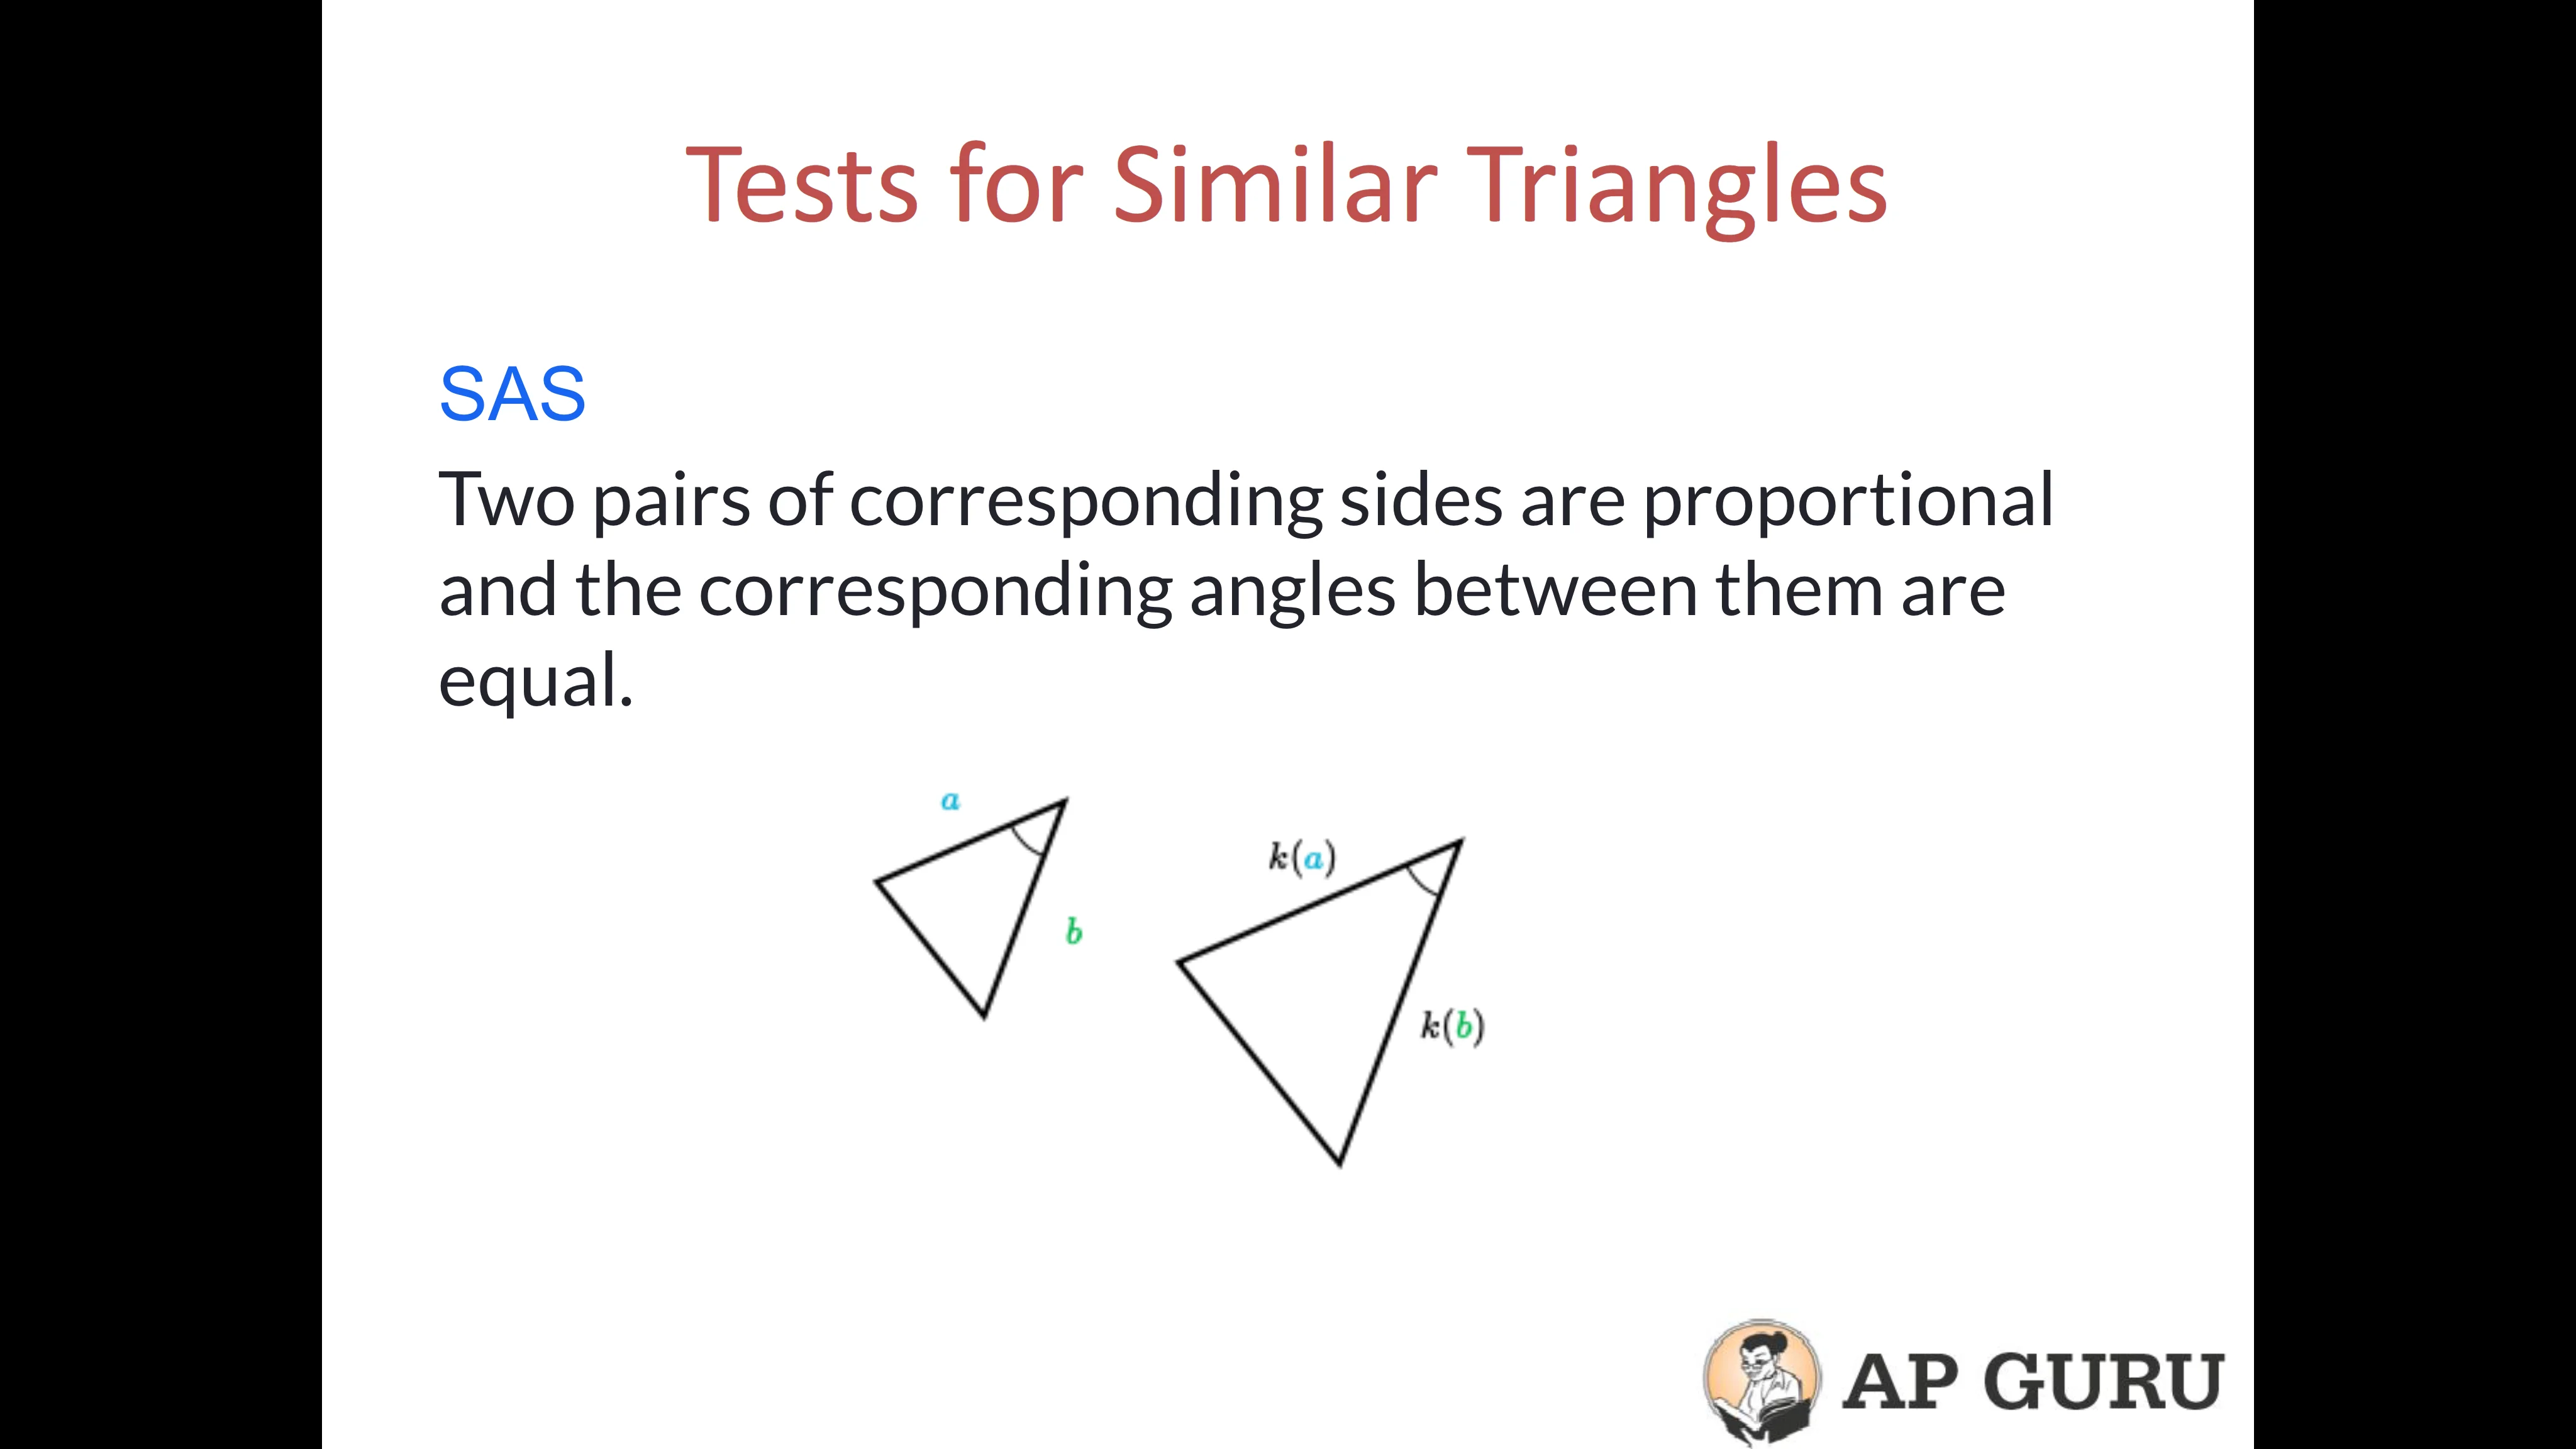 Tests for Similar Triangles
SAS
Two pairs of corresponding sides are proportional
and the corresponding angles between them are
equal.
a
b
k(a)
k(b)
AP GURU